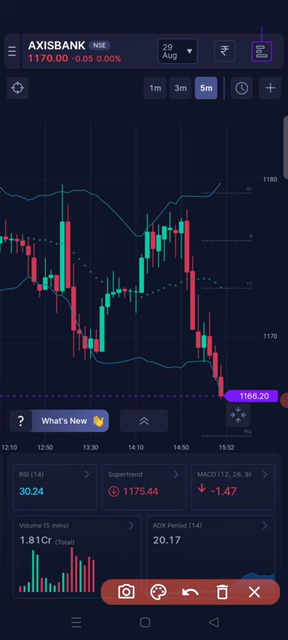 AXISBANK NSE
1170.00 -0.05 0.00%
29
Aug
₹
1m 3m 5m
1180
P
1170
1166.20
? What's New 👋
12:10 12:50 13:30 14:10 14:50 15:52
RSI (14)
30.24
Supertrend
1175.44
MACD (12, 26, 9)
-1.47
Volume (5 mins)
1.81Cr (Total)
ADX Period (14)
20.17